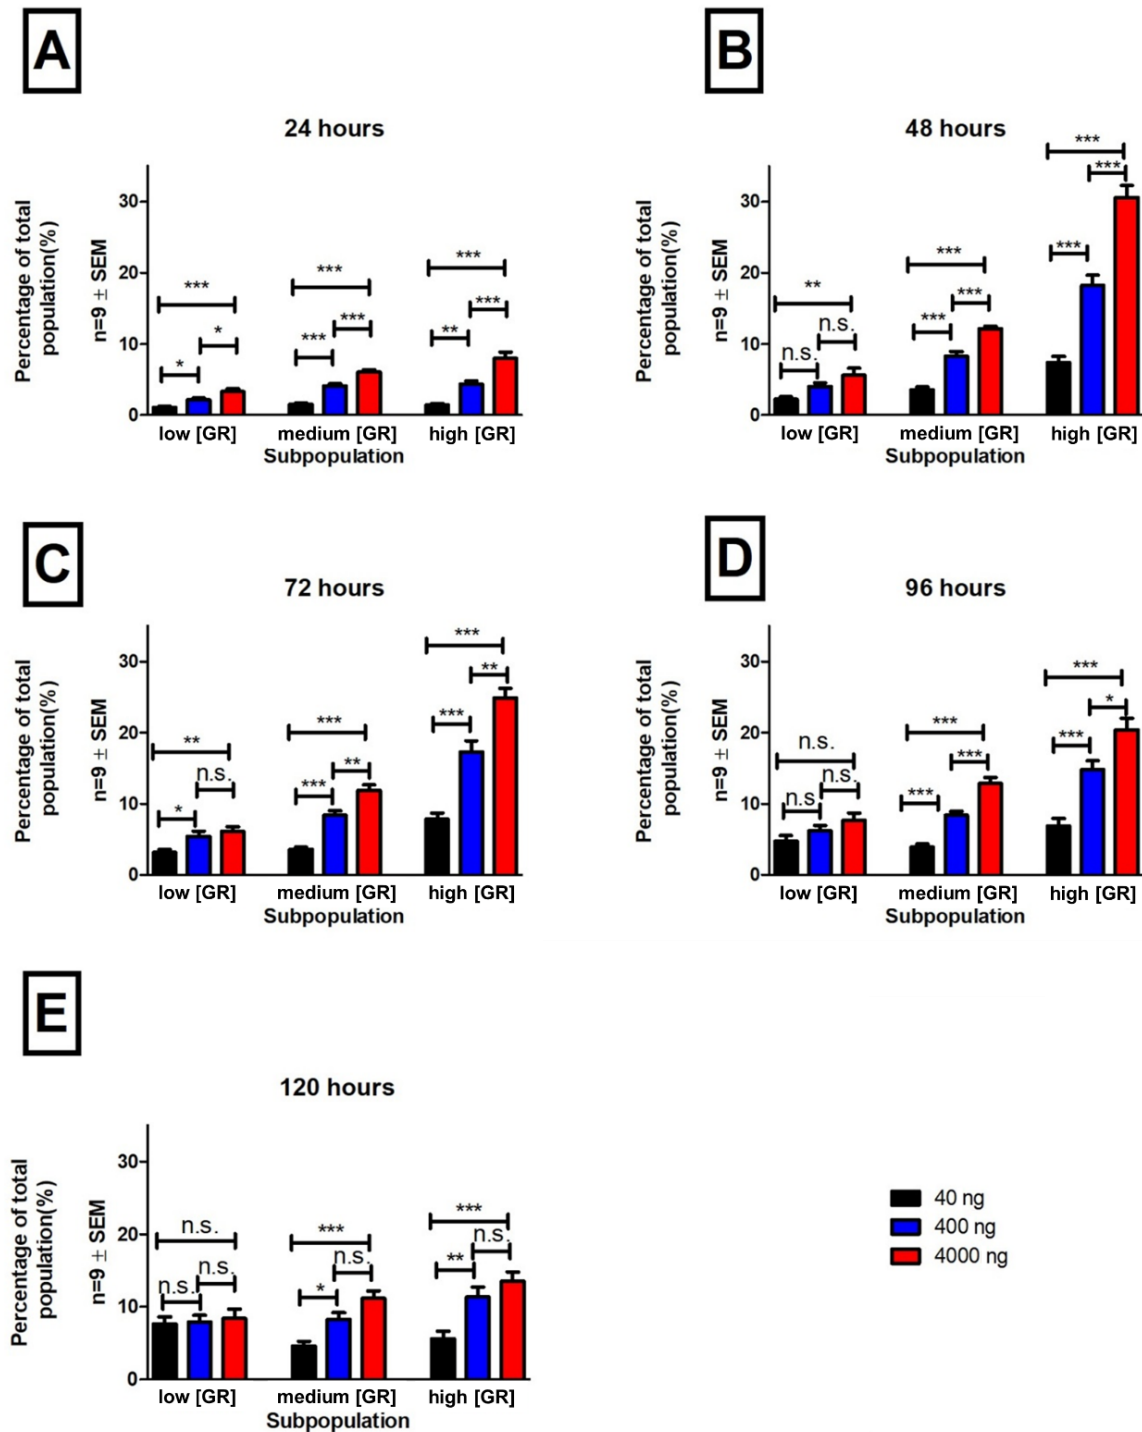 A
24 hours
Percentage of total
population(%)
n=9 ± SEM
30
20
10
0
***
*
*
***
***
***
***
**
***
low [GR] medium [GR] high [GR]
Subpopulation
B
48 hours
Percentage of total
population(%)
n=9 ± SEM
30
20
10
0
**
n.s.
n.s.
***
***
***
***
***
***
low [GR] medium [GR] high [GR]
Subpopulation
C
72 hours
Percentage of total
population(%)
n=9 ± SEM
30
20
10
0
**
n.s.
*
***
**
***
***
**
***
low [GR] medium [GR] high [GR]
Subpopulation
D
96 hours
Percentage of total
population(%)
n=9 ± SEM
30
20
10
0
n.s.
n.s.
n.s
***
***
***
***
*
***
low [GR] medium [GR] high [GR]
Subpopulation
E
120 hours
Percentage of total
population(%)
n=9 ± SEM
30
20
10
0
n.s.
n.s.
n.s.
***
n.s.
*
***
n.s.
**
low [GR] medium [GR] high [GR]
Subpopulation
40 ng
400 ng
4000 ng